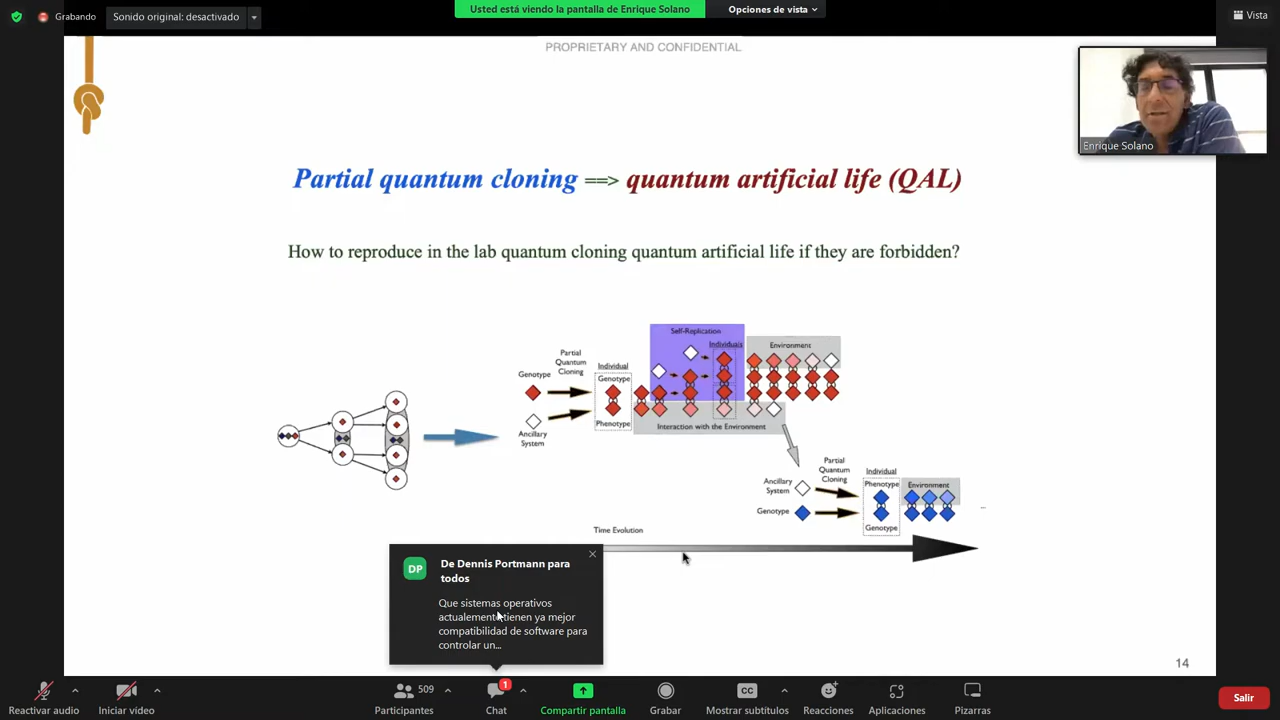 Grabando
Sonido original: desactivado
Usted está viendo la pantalla de Enrique Solano
Opciones de vista
Vista
PROPRIETARY AND CONFIDENTIAL
Enrique Solano
Partial quantum cloning ==> quantum artificial life (QAL)
How to reproduce in the lab quantum cloning quantum artificial life if they are forbidden?
Self-Replication
Individuals
Environment
Partial
Quantum
Cloning
Individual
Genotype
Genotype
Phenotype
Ancillary
System
Interaction with the Environment
Partial
Quantum
Cloning
Individual
Ancillary
System
Phenotype
Environment
Genotype
Genotype
Time Evolution
DP
De Dennis Portmann para
todos
Que sistemas operativos
actualemente tienen ya mejor
compatibilidad de software para
controlar un...
14
Reactivar audio
Iniciar video
509
Participantes
1
Chat
Compartir pantalla
Grabar
CC
Mostrar subtítulos
Reacciones
Aplicaciones
Pizarras
Salir